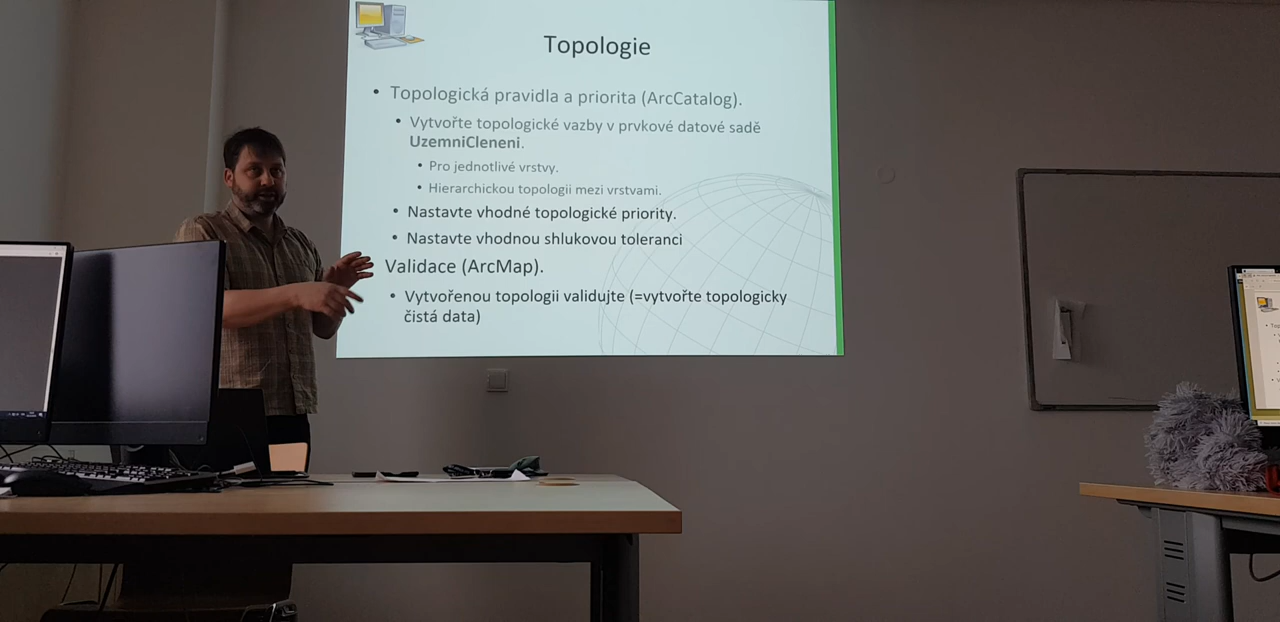 Topologie
• Topologická pravidla a priorita (ArcCatalog).
• Vytvořte topologické vazby v prvkové datové sadě
UzemniCleneni.
• Pro jednotlivé vrstvy.
• Hierarchickou topologii mezi vrstvami.
• Nastavte vhodné topologické priority.
• Nastavte vhodnou shlukovou toleranci
Validace (ArcMap).
• Vytvořenou topologii validujte (=vytvořte topologicky
čistá data)